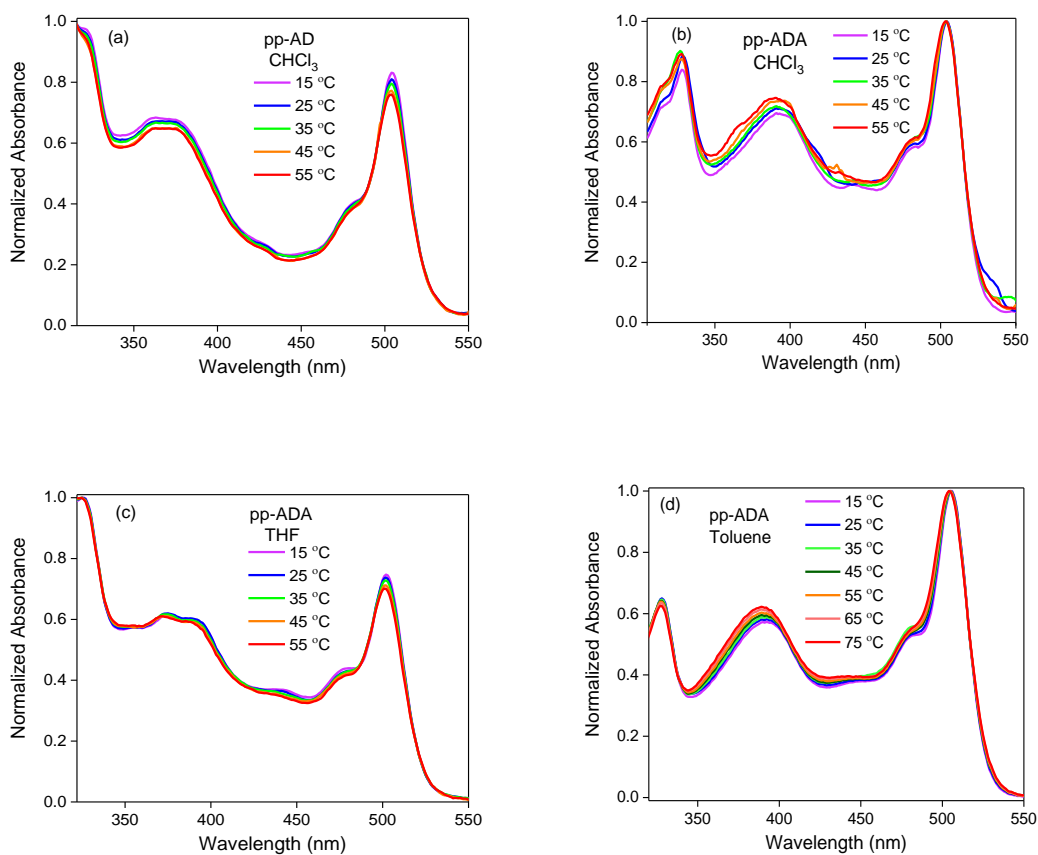 (a)
pp-AD
CHCl₃
15 °C
25 °C
35 °C
45 °C
55 °C
Normalized Absorbance
1.0
0.8
0.6
0.4
0.2
0.0
350 400 450 500 550
Wavelength (nm)
(b)
pp-ADA
CHCl₃
15 °C
25 °C
35 °C
45 °C
55 °C
Normalized Absorbance
1.0
0.8
0.6
0.4
0.2
0.0
350 400 450 500 550
Wavelength (nm)
(c)
pp-ADA
THF
15 °C
25 °C
35 °C
45 °C
55 °C
Normalized Absorbance
1.0
0.8
0.6
0.4
0.2
0.0
350 400 450 500 550
Wavelength (nm)
(d)
pp-ADA
Toluene
15 °C
25 °C
35 °C
45 °C
55 °C
65 °C
75 °C
Normalized Absorbance
1.0
0.8
0.6
0.4
0.2
0.0
350 400 450 500 550
Wavelength (nm)